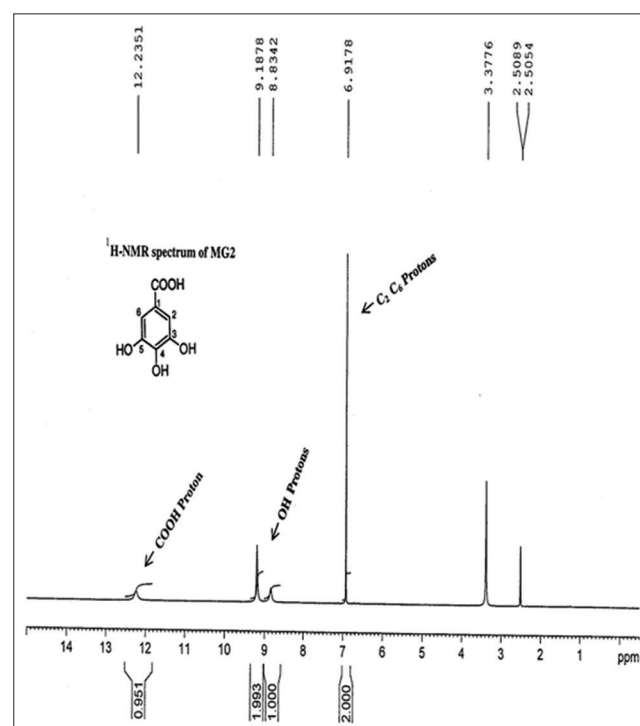 12.2351
9.1878
8.8342
6.9178
3.3776
2.5089
2.5054
1H-NMR spectrum of MG2
COOH
1
6 2
5 3
4
HO OH
OH
C2 C6 Protons
COOH Proton
OH Protons
14 13 12 11 10 9 8 7 6 5 4 3 2 1 ppm
0.951
1.993
1.000
2.000